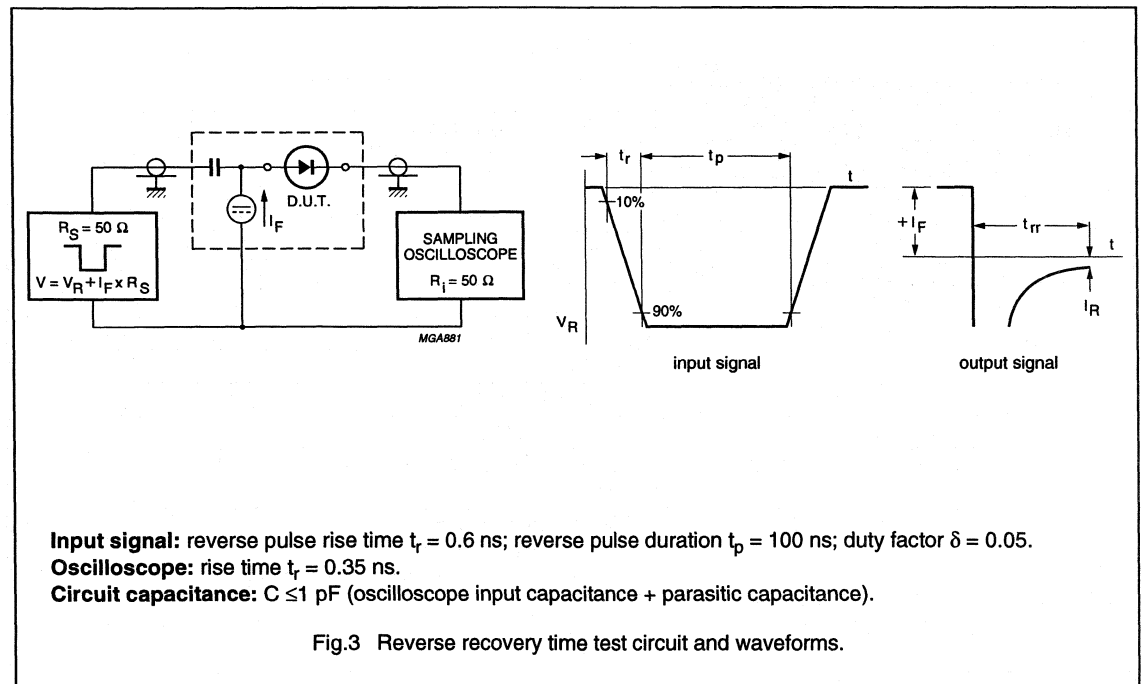 D.U.T.
I_F
R_S = 50 Ω
V = V_R + I_F x R_S
SAMPLING
OSCILLOSCOPE
R_i = 50 Ω
MGA881
t_r
t_p
t
10%
90%
V_R
input signal
+ I_F
t_rr
t
I_R
output signal
Input signal: reverse pulse rise time t_r = 0.6 ns; reverse pulse duration t_p = 100 ns; duty factor δ = 0.05.
Oscilloscope: rise time t_r = 0.35 ns.
Circuit capacitance: C ≤1 pF (oscilloscope input capacitance + parasitic capacitance).
Fig.3 Reverse recovery time test circuit and waveforms.